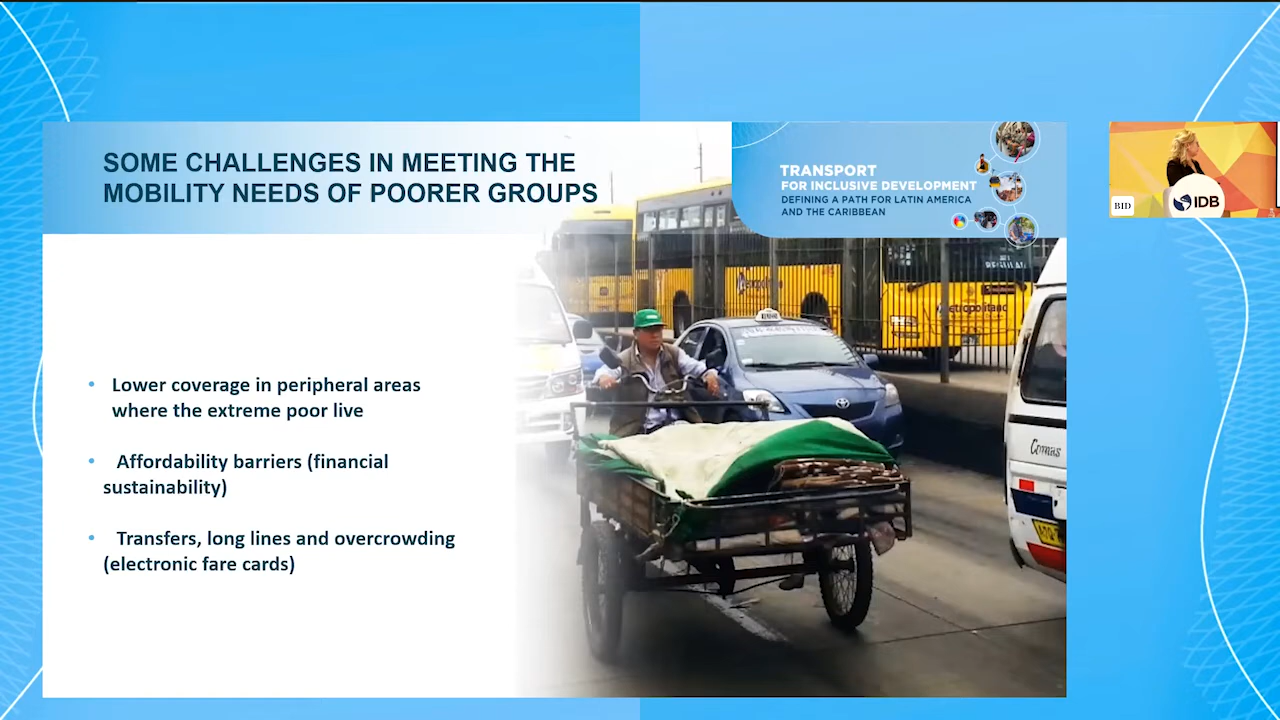 SOME CHALLENGES IN MEETING THE
MOBILITY NEEDS OF POORER GROUPS
TRANSPORT
FOR INCLUSIVE DEVELOPMENT
DEFINING A PATH FOR LATIN AMERICA
AND THE CARIBBEAN
BID
IDB
• Lower coverage in peripheral areas
where the extreme poor live
• Affordability barriers (financial
sustainability)
• Transfers, long lines and overcrowding
(electronic fare cards)
metropolitano
Comas